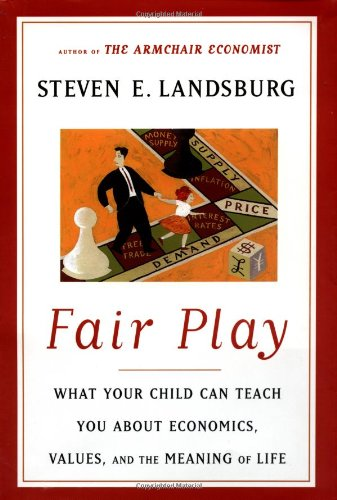 AUTHOR OF THE ARMCHAIR ECONOMIST
STEVEN E. LANDSBURG
MONEY
SUPPLY
SUPPLY
INFLATION
PRICE
INTEREST
RATES
FREE
TRADE
DEMAND
$
£
¥
Fair Play
WHAT YOUR CHILD CAN TEACH
YOU ABOUT ECONOMICS,
VALUES, AND THE MEANING OF LIFE